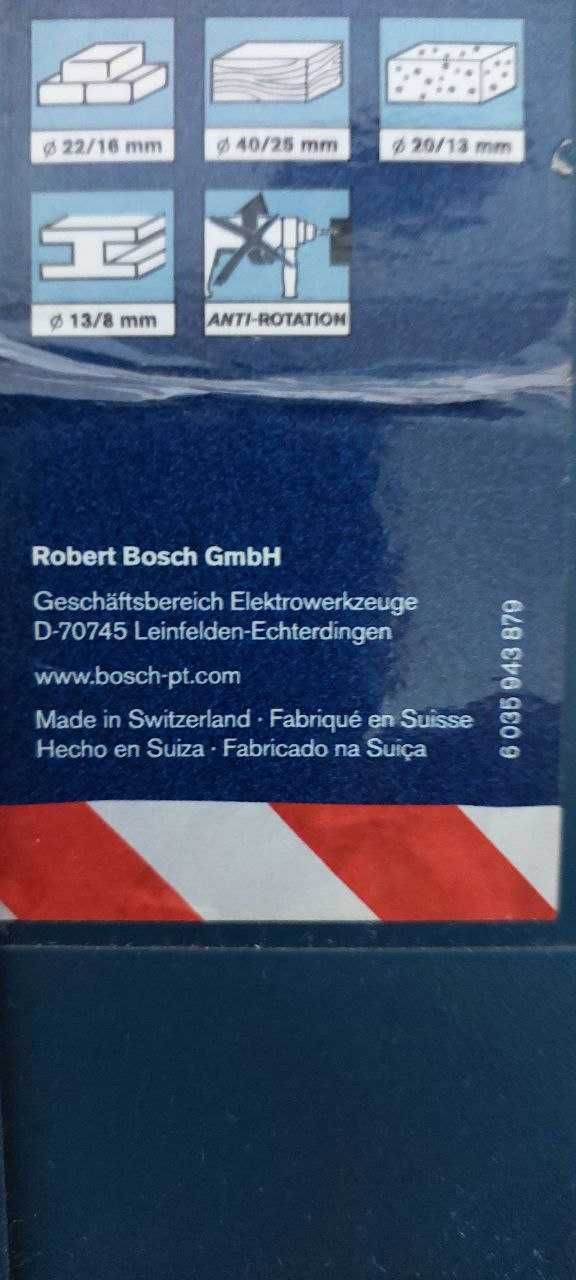 Ø 22/16 mm
Ø 40/25 mm
Ø 20/13 mm
Ø 13/8 mm
ANTI-ROTATION
Robert Bosch GmbH
Geschäftsbereich Elektrowerkzeuge
D-70745 Leinfelden-Echterdingen
www.bosch-pt.com
Made in Switzerland · Fabriqué en Suisse
Hecho en Suiza · Fabricado na Suiça
6 035 943 879